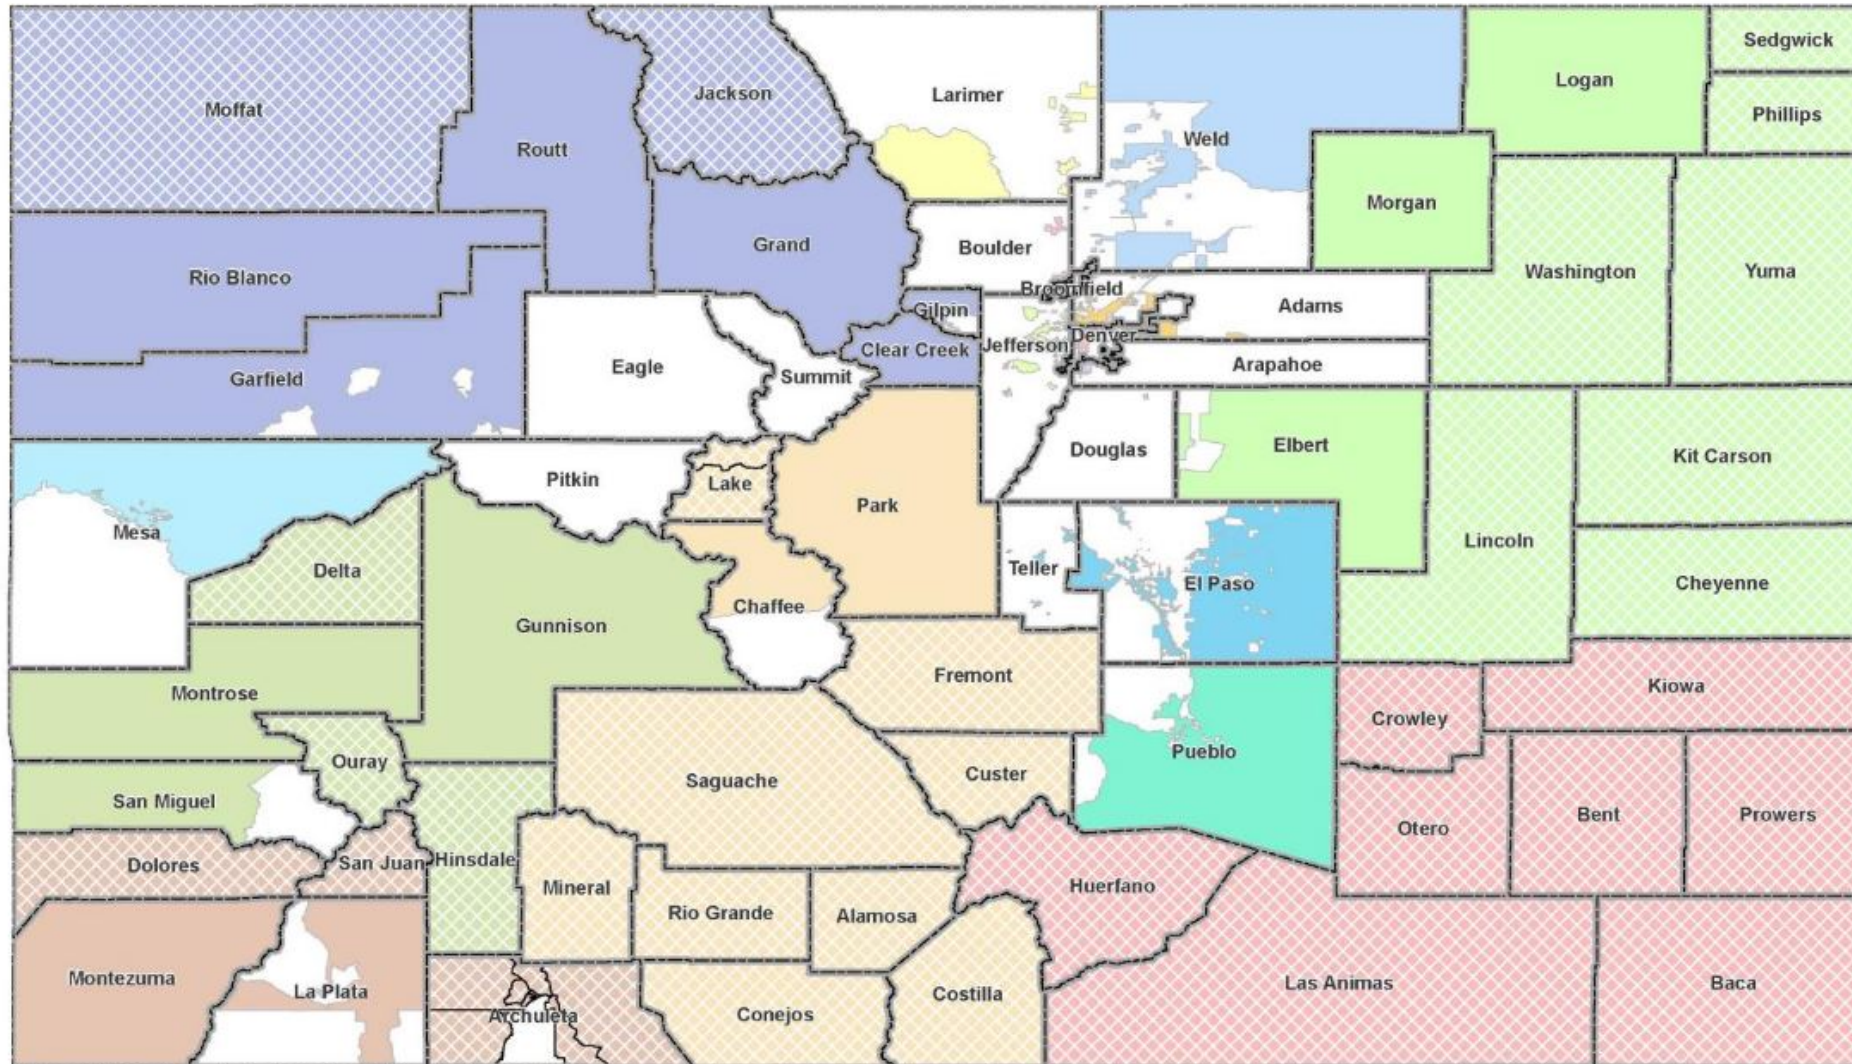 Sedgwick
Logan
Jackson
Larimer
Moffat
Phillips
Weld
Routt
Morgan
Grand
Boulder
Washington
Yuma
Rio Blanco
Broomfield
Adams
Gilpin
Denver
Jefferson
Clear Creek
Arapahoe
Eagle
Summit
Garfield
Elbert
Douglas
Kit Carson
Pitkin
Lake
Park
Mesa
Lincoln
Delta
Teller
El Paso
Cheyenne
Chaffee
Gunnison
Fremont
Kiowa
Montrose
Crowley
Pueblo
Ouray
Custer
Saguache
San Miguel
Bent
Prowers
Otero
Dolores
San Juan
Hinsdale
Mineral
Huerfano
Rio Grande
Alamosa
Montezuma
La Plata
Las Animas
Baca
Costilla
Archuleta
Conejos